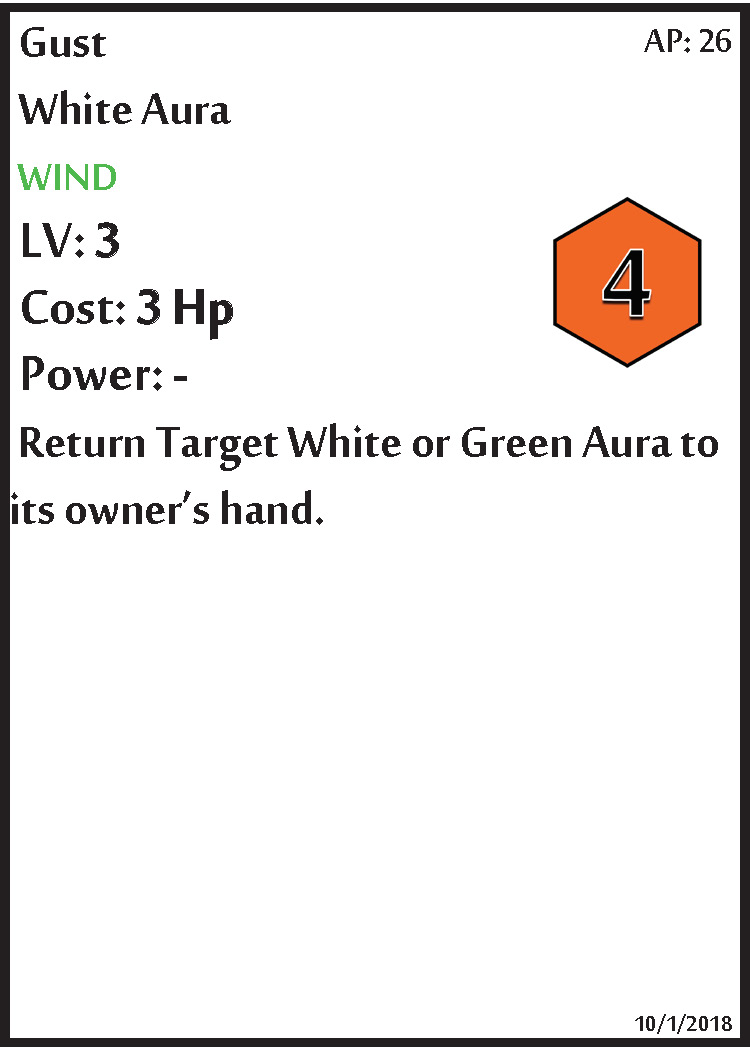 Gust
AP: 26
White Aura
WIND
LV: 3
Cost: 3 Hp
4
Power: -
Return Target White or Green Aura to
its owner’s hand.
10/1/2018